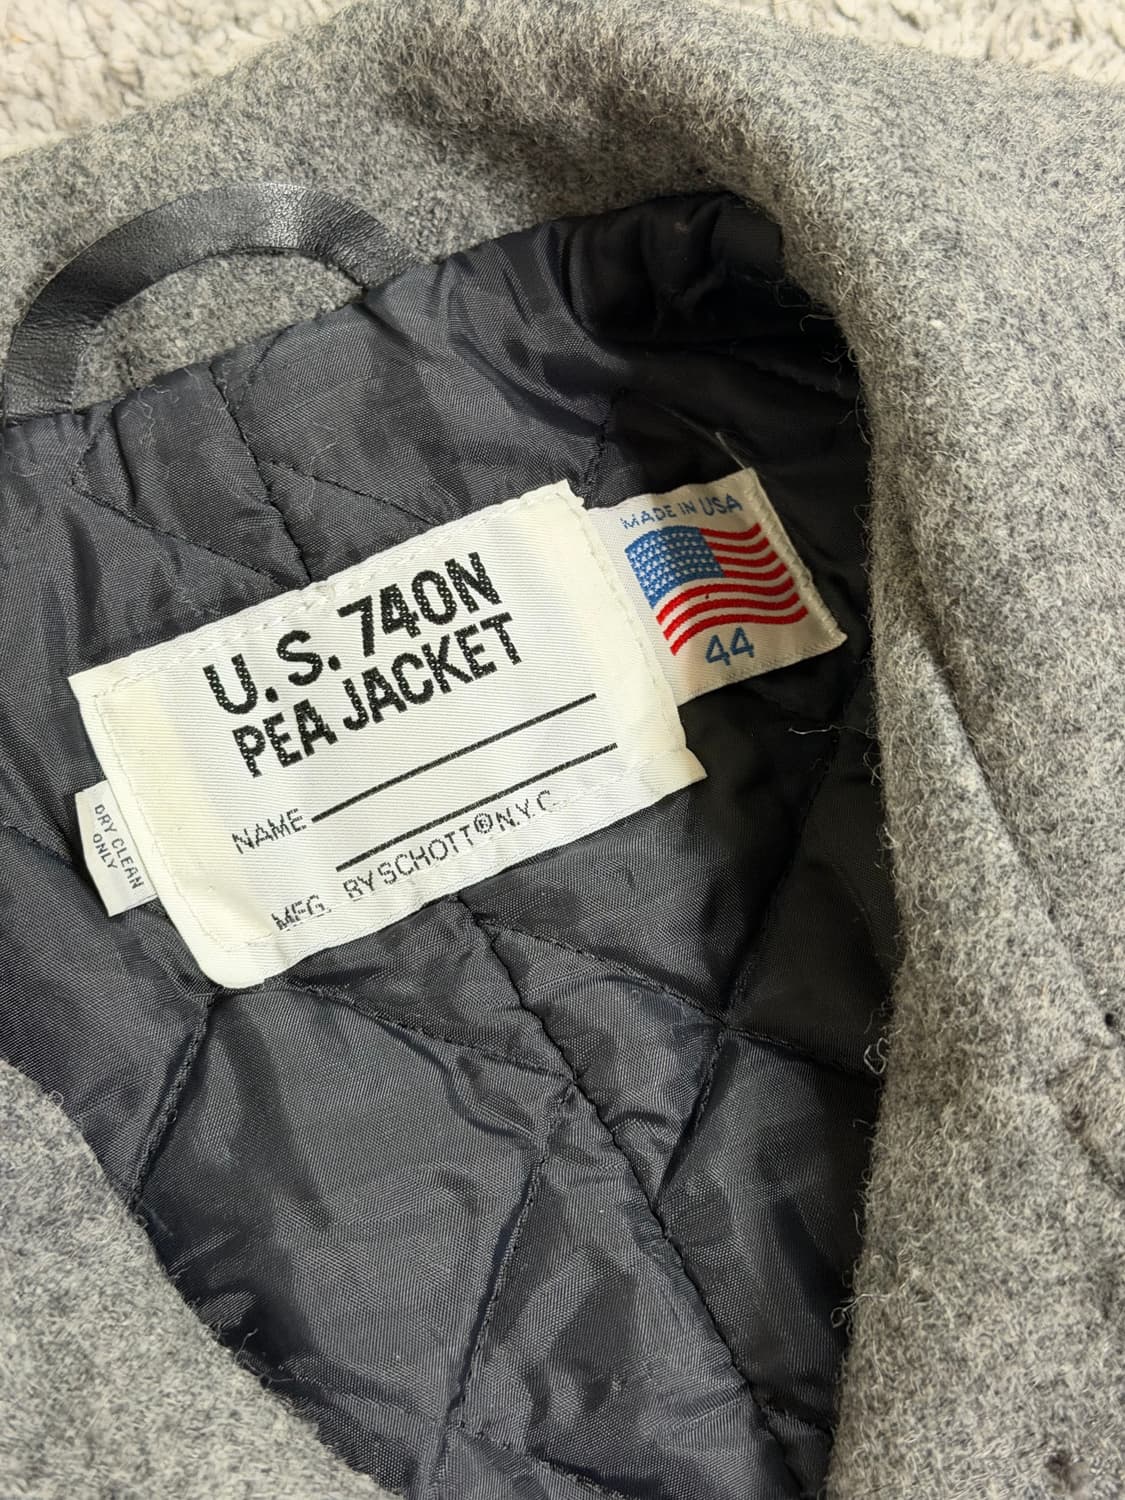 MADE IN USA
44
U.S. 740N
PEA JACKET
NAME
MFG. BY SCHOTT® N.Y.C.
DRY CLEAN
ONLY